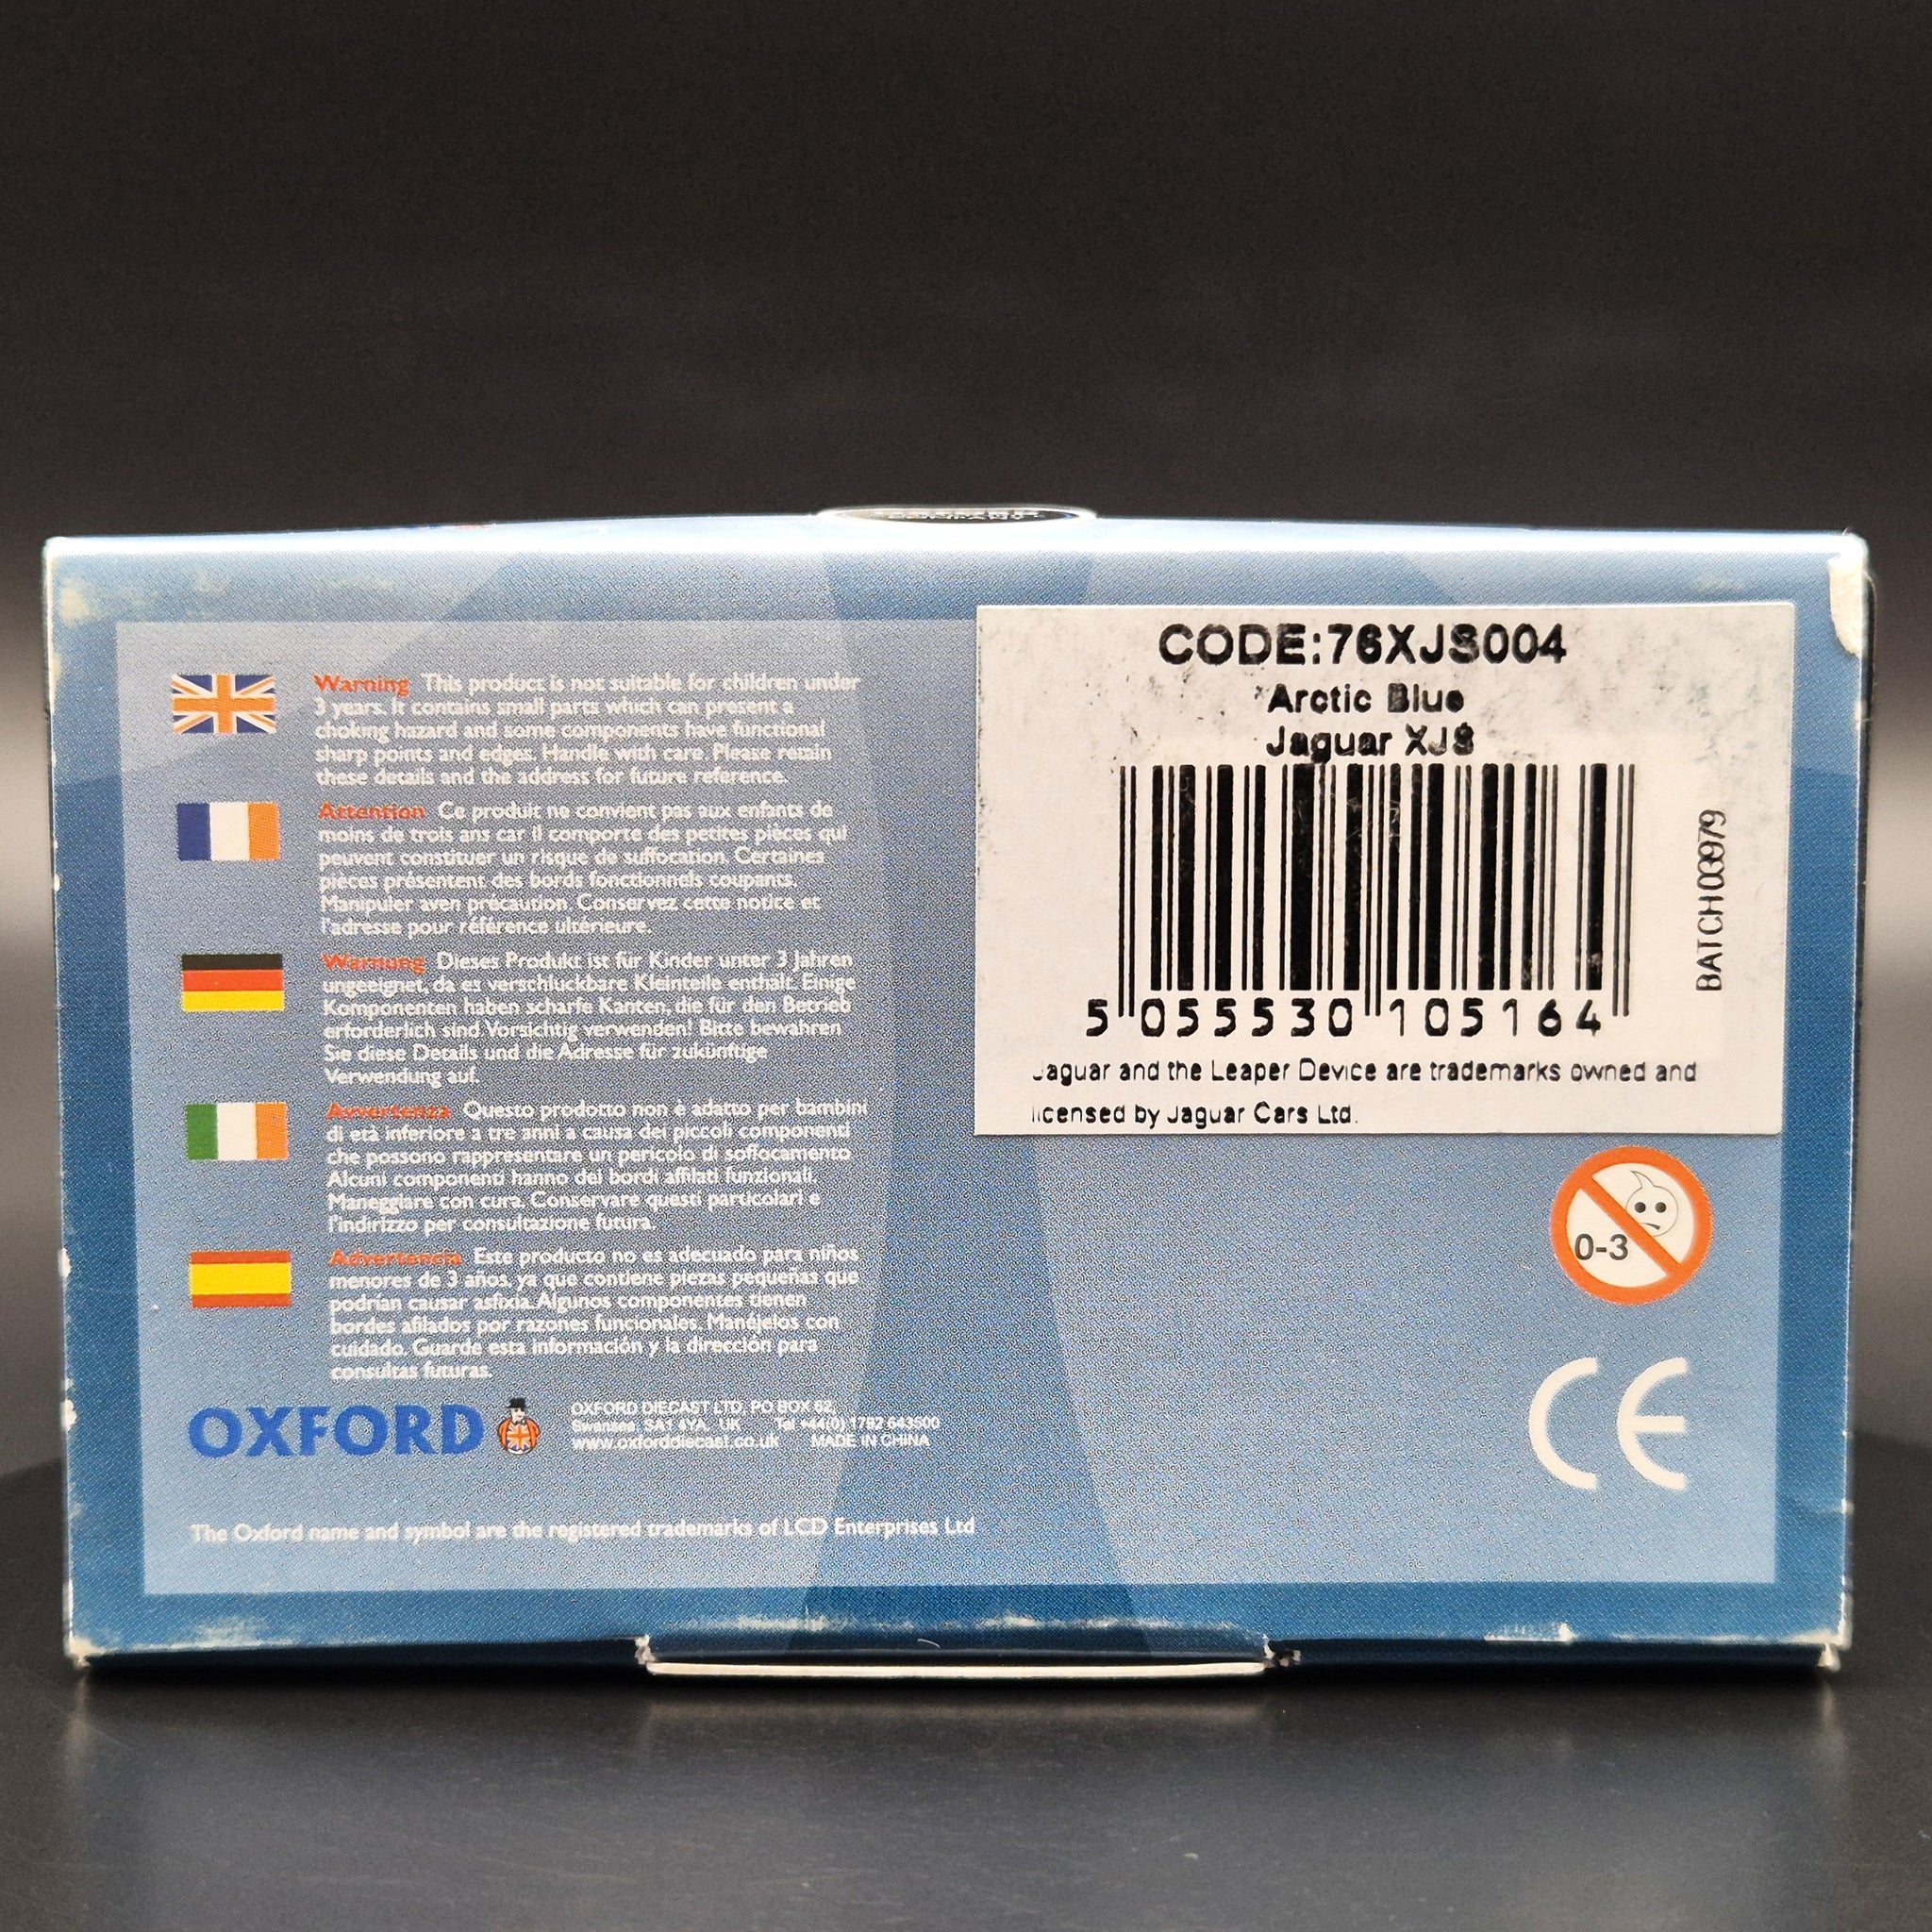 Warning This product is not suitable for children under
3 years. It contains small parts which can present a
choking hazard and some components have functional
sharp points and edges. Handle with care. Please retain
these details and the address for future reference.
Attention Ce produit ne convient pas aux enfants de
moins de trois ans car il comporte des petites pièces qui
peuvent constituer un risque de suffocation. Certaines
pièces présentent des bords fonctionnels coupants.
Manipuler aven précaution. Conservez cette notice et
l'adresse pour référence ultérieure.
Warnung Dieses Produkt ist für Kinder unter 3 Jahren
ungeeignet, da es verschluckbare Kleinteile enthält. Einige
Komponenten haben scharfe Kanten, die für den Betrieb
erforderlich sind Vorsichtig verwenden! Bitte bewahren
Sie diese Details und die Adresse für zukünftige
Verwendung auf.
Avvertenza Questo prodotto non è adatto per bambini
di età inferiore a tre anni a causa dei piccoli componenti
che possono rappresentare un pericolo di soffocamento
Alcuni componenti hanno dei bordi affilati funzionali.
Maneggiare con cura. Conservare questi particolari e
l'indirizzo per consultazione futura.
Advertencia Este producto no es adecuado para niños
menores de 3 años, ya que contiene piezas pequeñas que
podrían causar asfixia. Algunos componentes tienen
bordes afilados por razones funcionales. Manéjelos con
cuidado. Guarde esta información y la dirección para
consultas futuras.
OXFORD
OXFORD DIECAST LTD. PO BOX 62,
Swansea, SA1 4YA, UK Tel +44(0) 1792 643500
www.oxforddiecast.co.uk MADE IN CHINA
The Oxford name and symbol are the registered trademarks of LCD Enterprises Ltd
CODE:76XJS004
Arctic Blue
Jaguar XJS
5 055530 105164
Jaguar and the Leaper Device are trademarks owned and
licensed by Jaguar Cars Ltd.
BATCH
0-3
CE